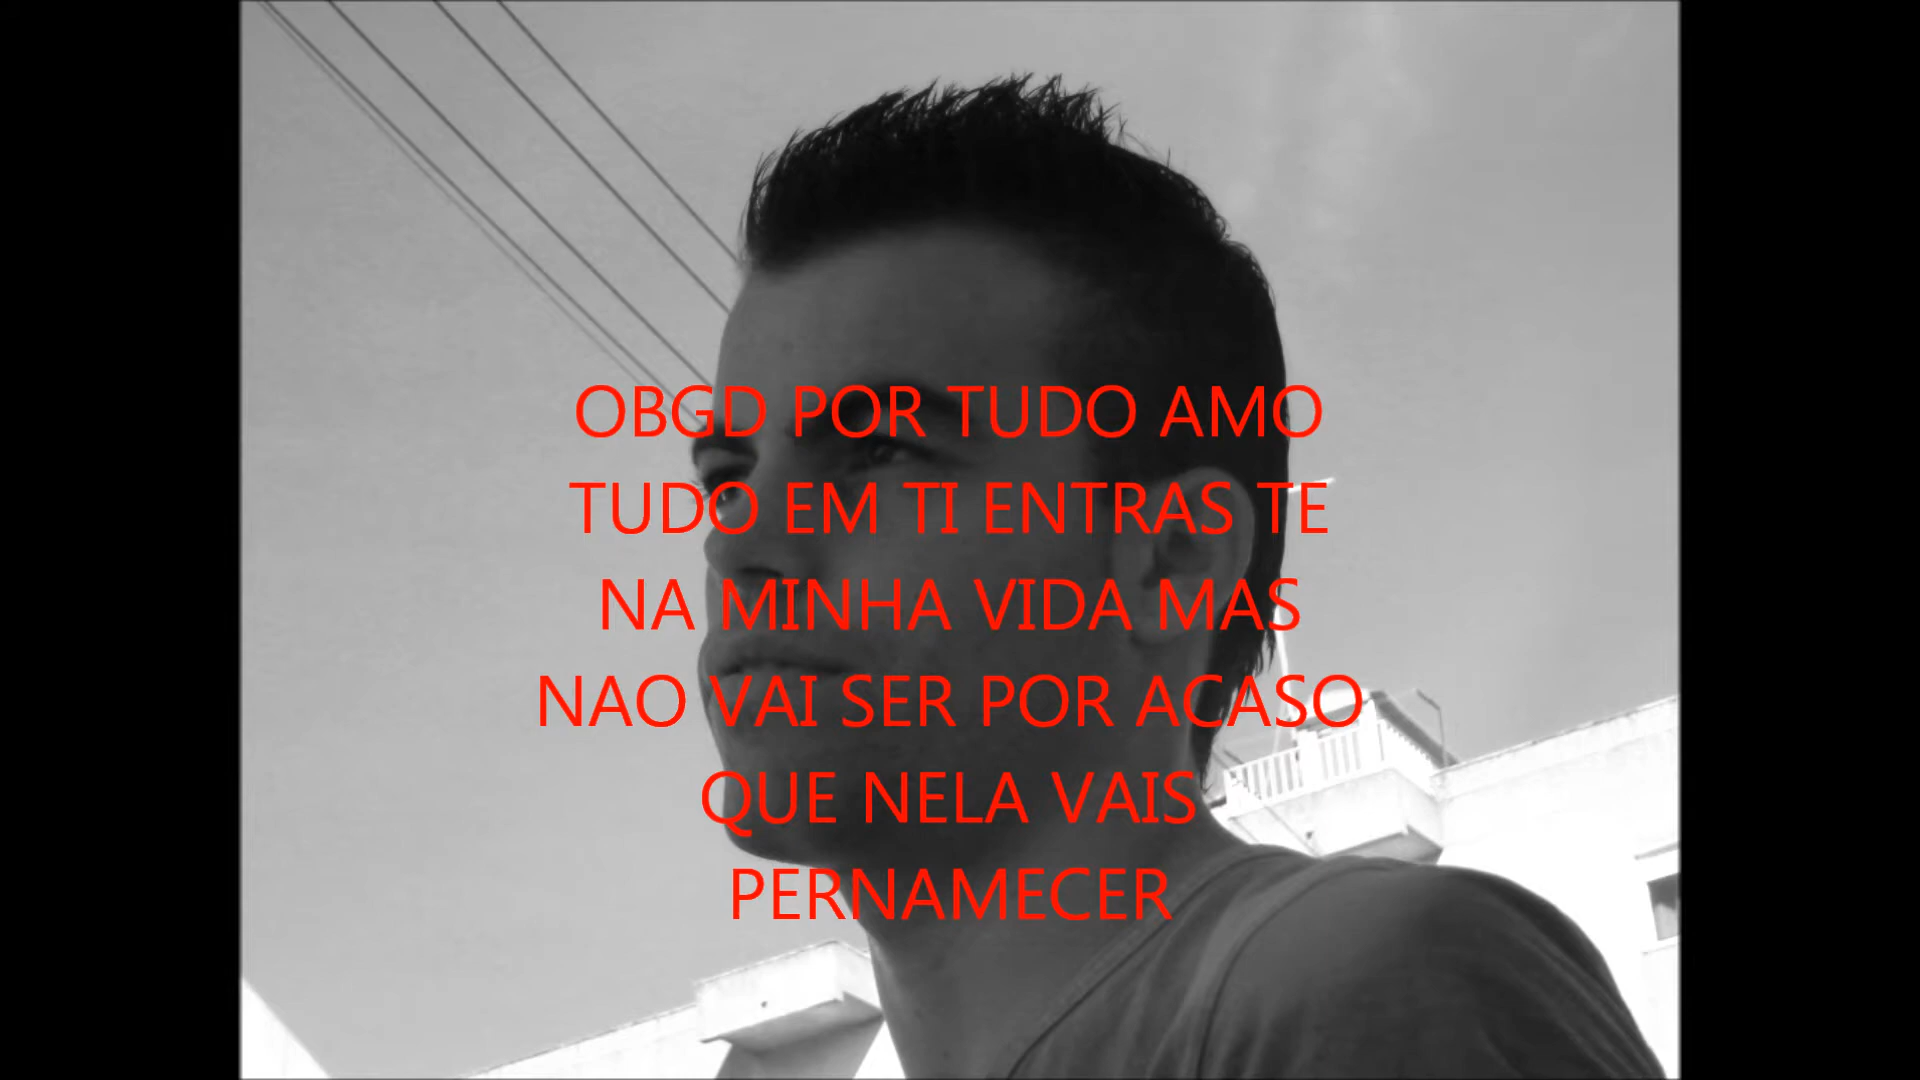 OBGD POR TUDO AMO
TUDO EM TI ENTRAS TE
NA MINHA VIDA MAS
NAO VAI SER POR ACASO
QUE NELA VAIS
PERNAMECER